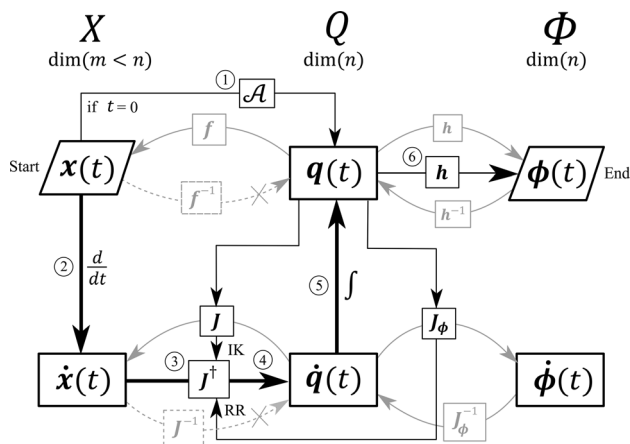 X Q Φ
dim(m < n) dim(n) dim(n)
① 𝒜
if t=0
f h
Start x(t) q(t) ⑥ h ϕ(t) End
f⁻¹ h⁻¹
② d/dt ⑤ ∫
J J_ϕ
IK
ẋ(t) ③ J† ④ q̇(t) ϕ̇(t)
RR
J⁻¹ J_ϕ⁻¹